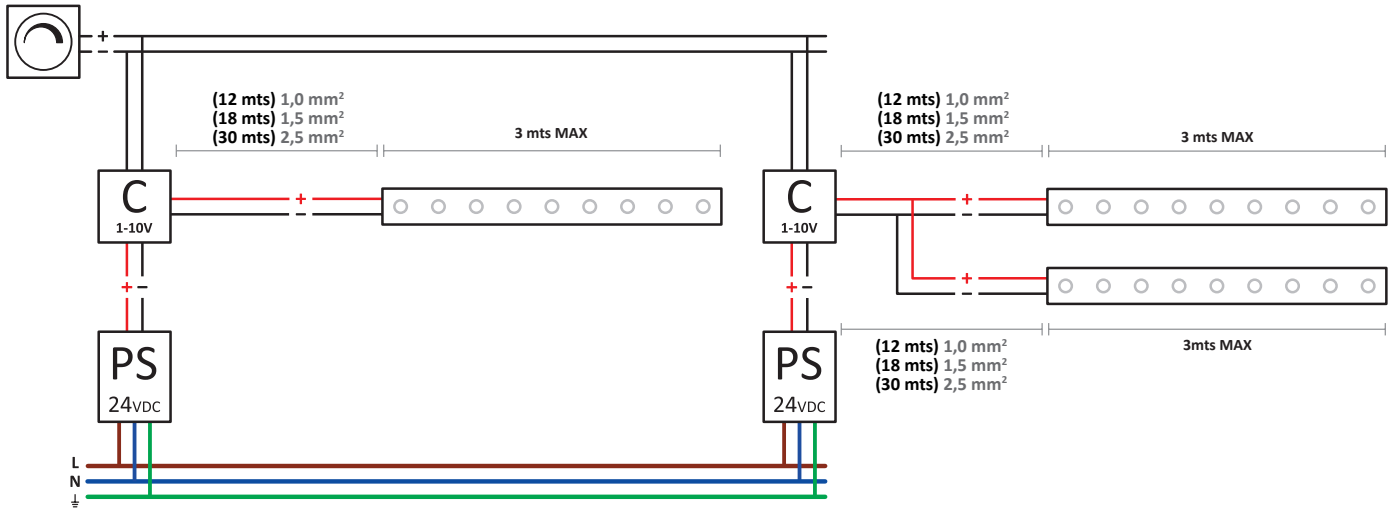 +
–
(12 mts) 1,0 mm²
(18 mts) 1,5 mm²
(30 mts) 2,5 mm²
3 mts MAX
(12 mts) 1,0 mm²
(18 mts) 1,5 mm²
(30 mts) 2,5 mm²
3 mts MAX
C
1-10V
+
–
C
1-10V
+
–
+
–
+ –
+ –
PS
24VDC
PS
24VDC
(12 mts) 1,0 mm²
(18 mts) 1,5 mm²
(30 mts) 2,5 mm²
3mts MAX
L
N
⏚